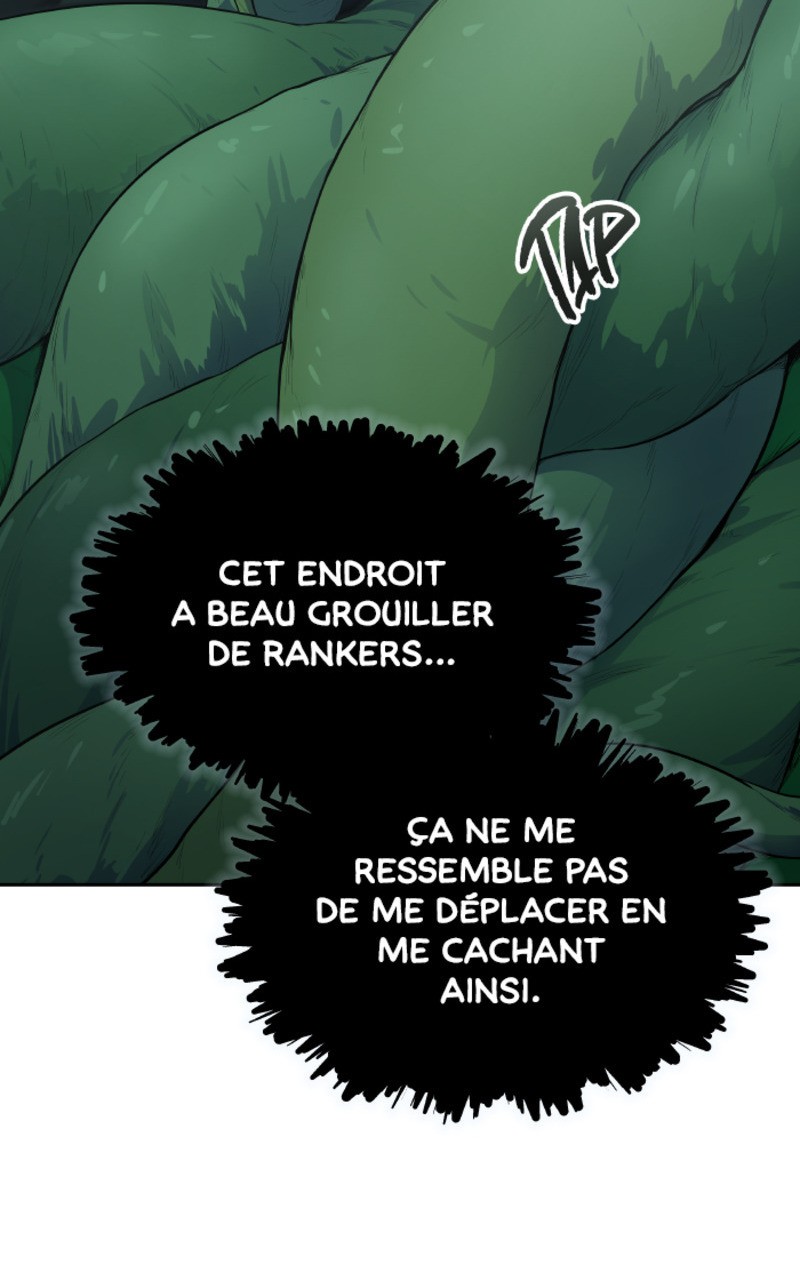 TAP
CET ENDROIT
A BEAU GROUILLER
DE RANKERS...
ÇA NE ME
RESSEMBLE PAS
DE ME DÉPLACER EN
ME CACHANT
AINSI.